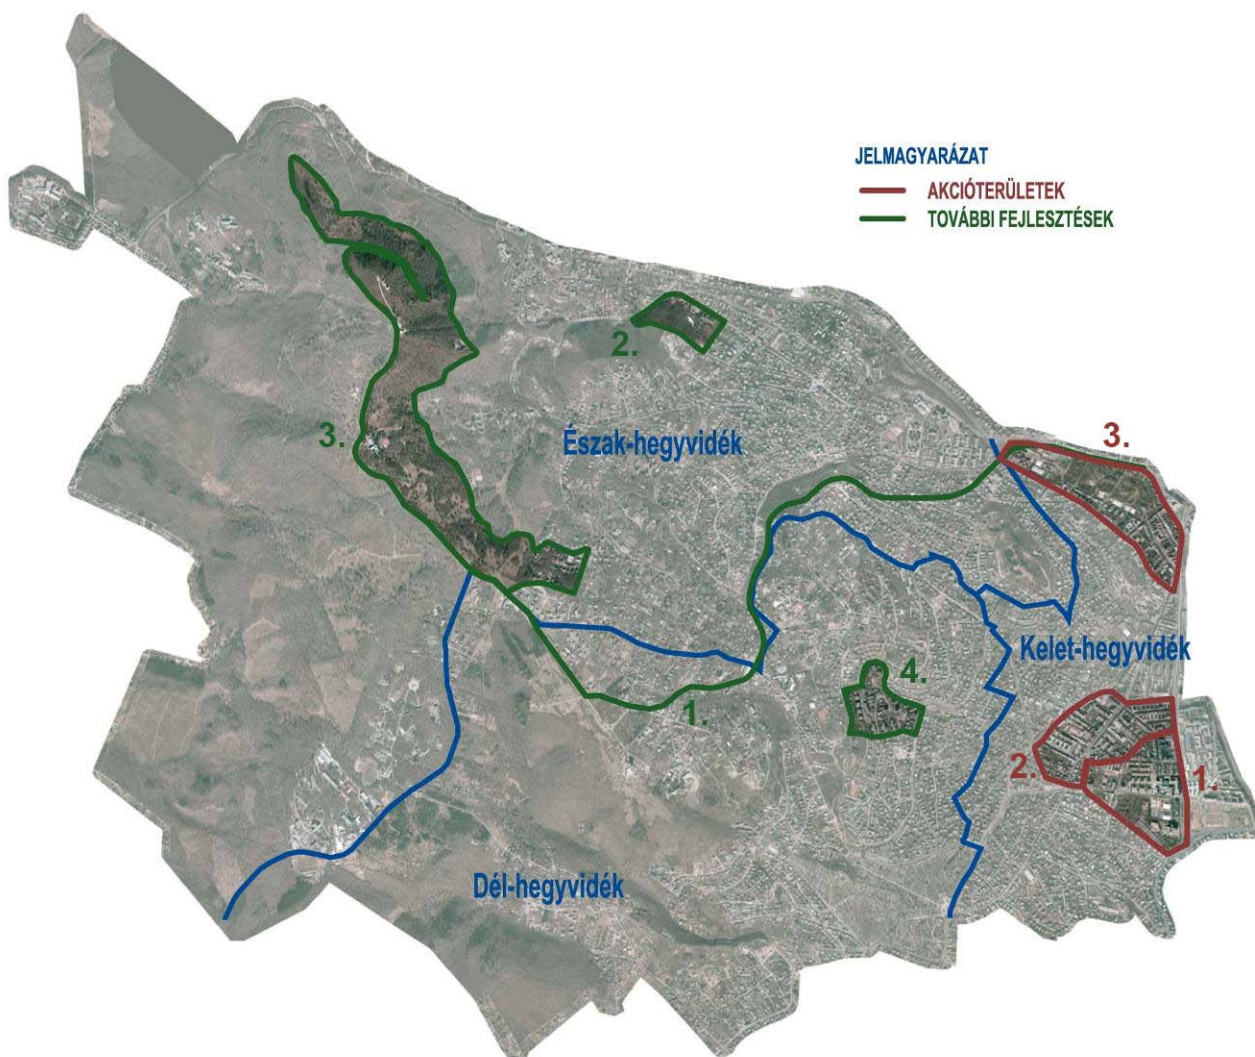 JELMAGYARÁZAT
AKCIÓTERÜLETEK
TOVÁBBI FEJLESZTÉSEK
2.
3.
Észak-hegyvidék
3.
Kelet-hegyvidék
4.
1.
2.
1.
Dél-hegyvidék